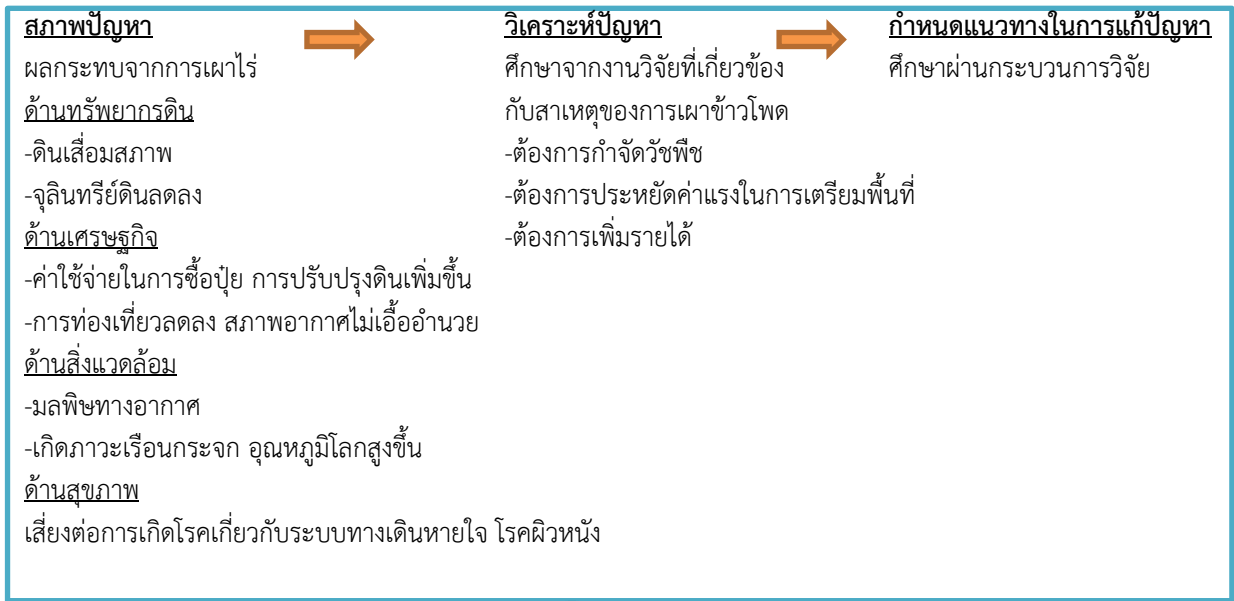 สภาพปัญหา
ผลกระทบจากการเผาไร่
ด้านทรัพยากรดิน
-ดินเสื่อมสภาพ
-จุลินทรีย์ดินลดลง
ด้านเศรษฐกิจ
-ค่าใช้จ่ายในการซื้อปุ๋ย การปรับปรุงดินเพิ่มขึ้น
-การท่องเที่ยวลดลง สภาพอากาศไม่เอื้ออำนวย
ด้านสิ่งแวดล้อม
-มลพิษทางอากาศ
-เกิดภาวะเรือนกระจก อุณหภูมิโลกสูงขึ้น
ด้านสุขภาพ
เสี่ยงต่อการเกิดโรคเกี่ยวกับระบบทางเดินหายใจ โรคผิวหนัง
วิเคราะห์ปัญหา
ศึกษาจากงานวิจัยที่เกี่ยวข้อง
กับสาเหตุของการเผาข้าวโพด
-ต้องการกำจัดวัชพืช
-ต้องการประหยัดค่าแรงในการเตรียมพื้นที่
-ต้องการเพิ่มรายได้
กำหนดแนวทางในการแก้ปัญหา
ศึกษาผ่านกระบวนการวิจัย